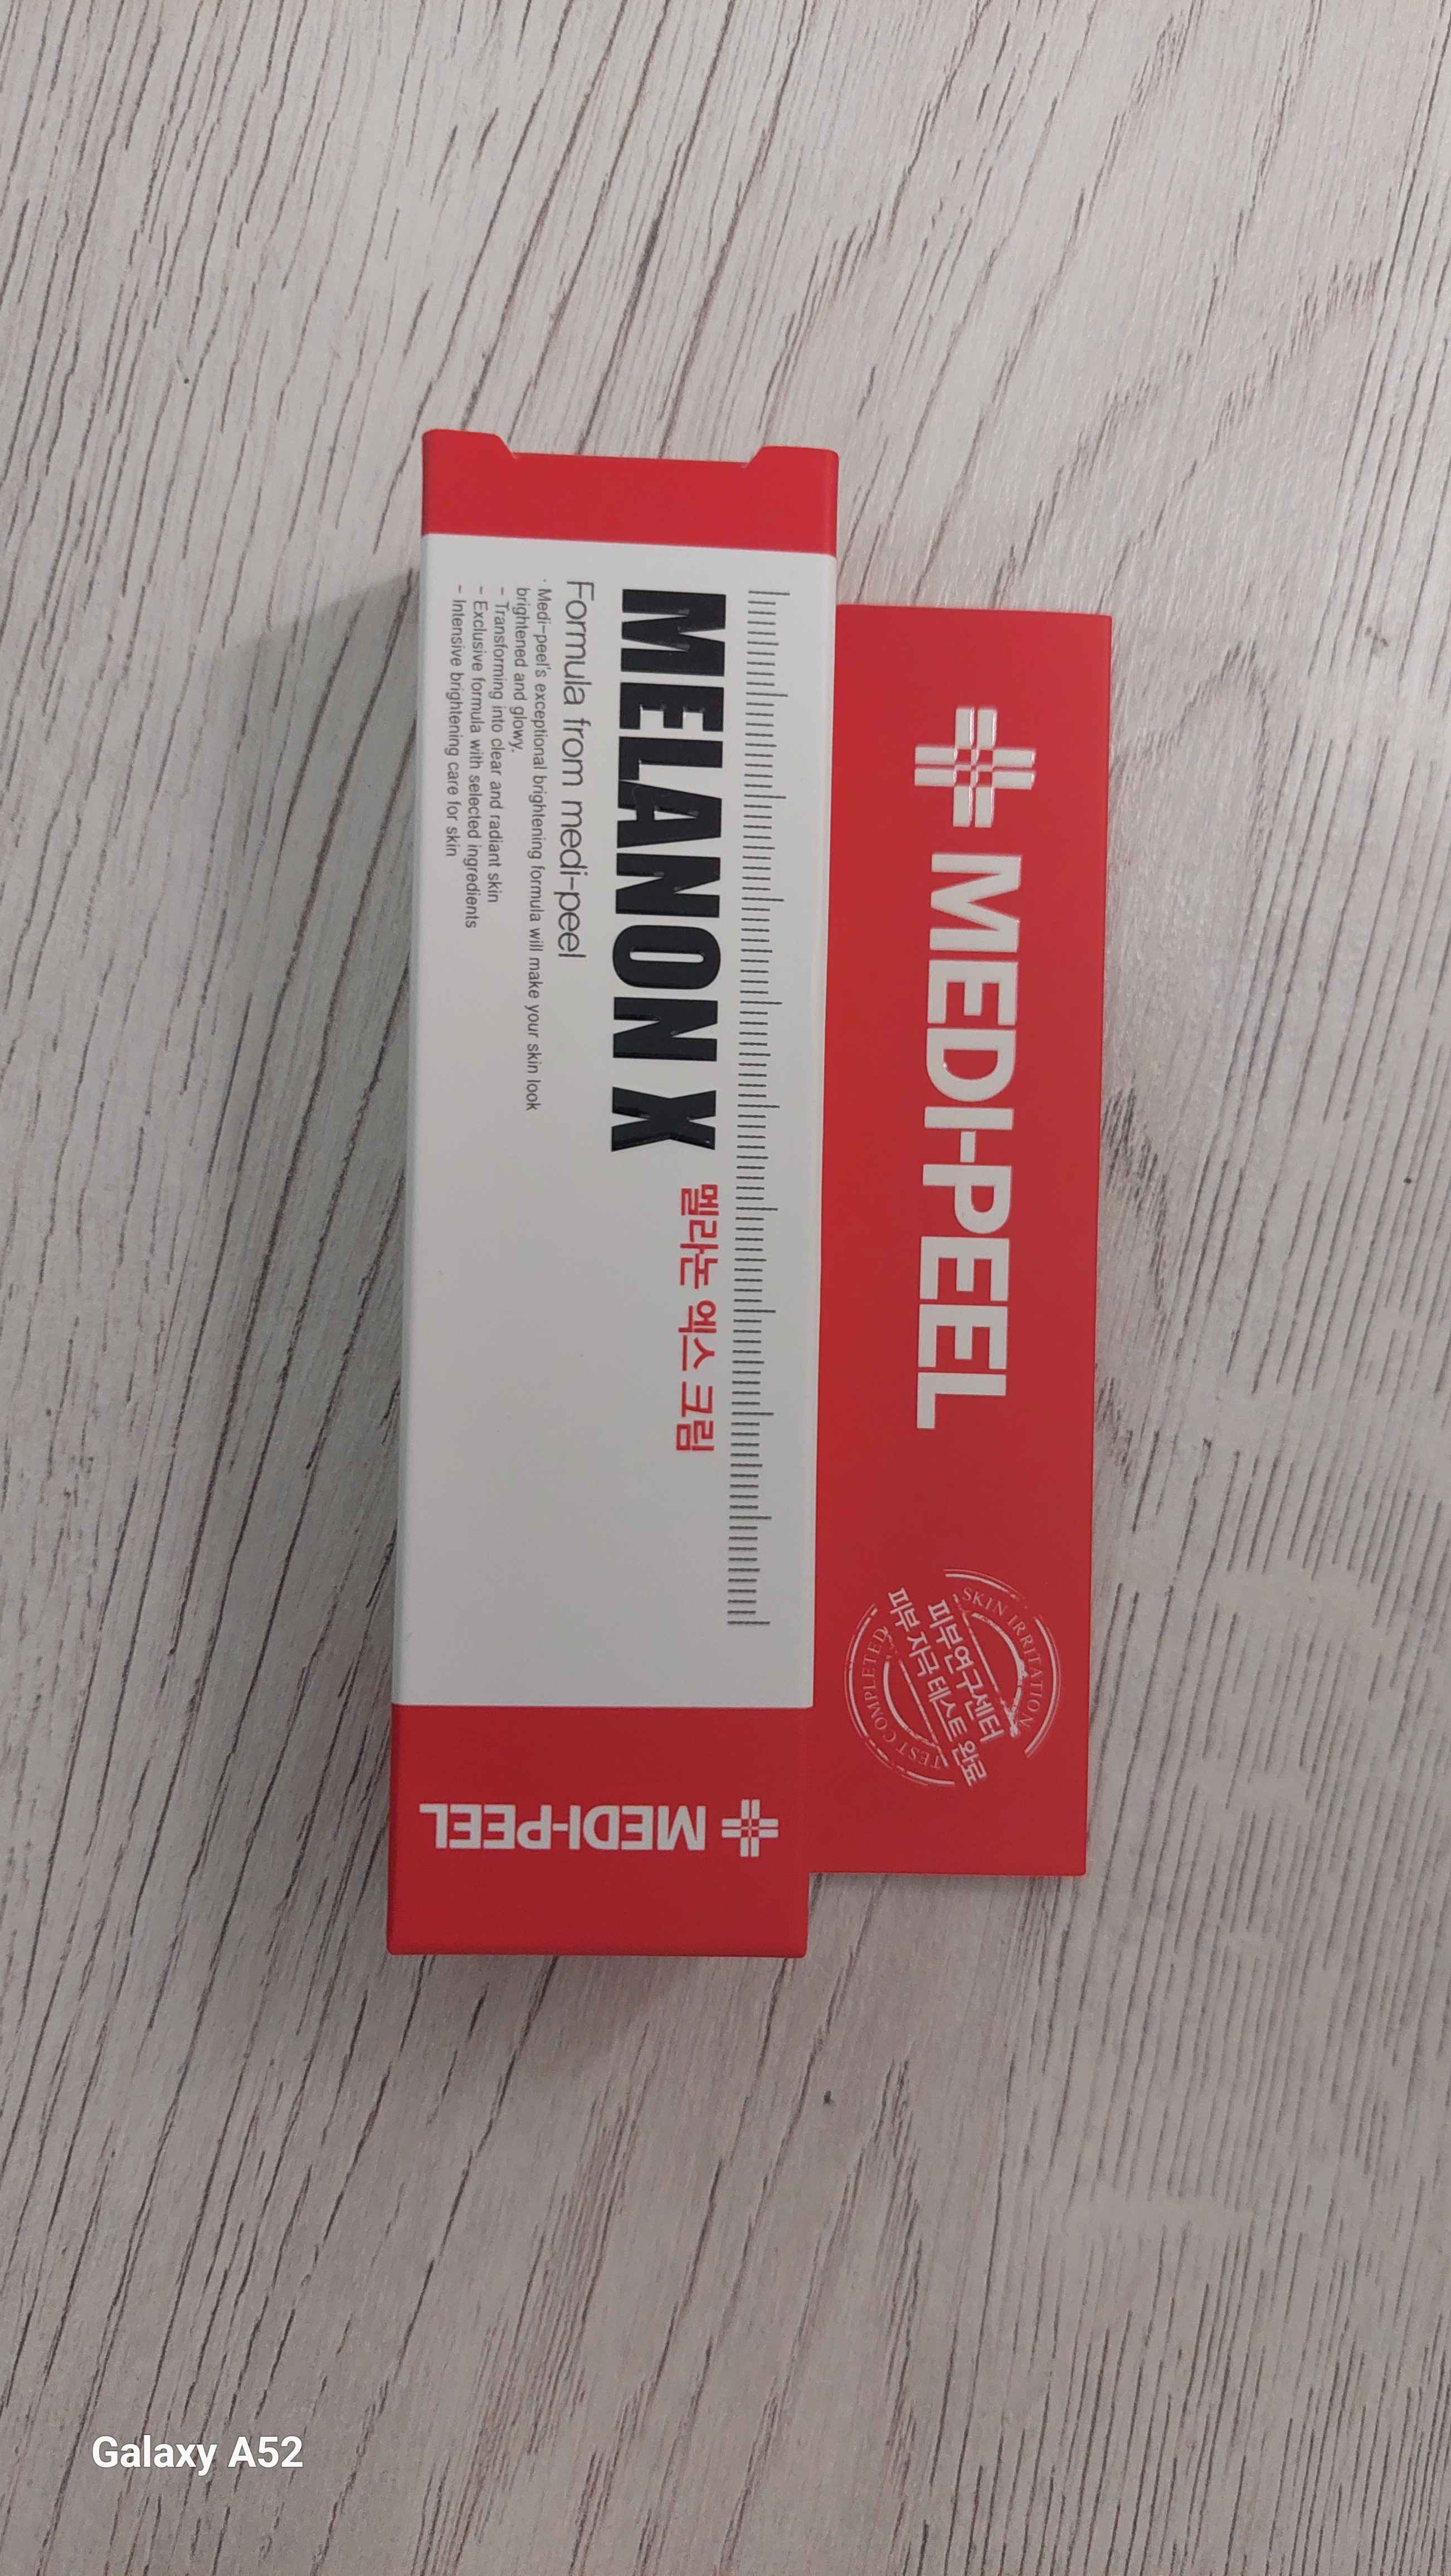 MEDI-PEEL
SKIN IRRITATION
피부연구센터
피부 자극 테스트 완료
TEST COMPLETED
MELANON X 멜라논 엑스 크림
Formula from medi-peel
· Medi-peel's exceptional brightening formula will make your skin look
brightened and glowy.
- Transforming into clear and radiant skin
- Exclusive formula with selected ingredients
- Intensive brightening care for skin
MEDI-PEEL
Galaxy A52